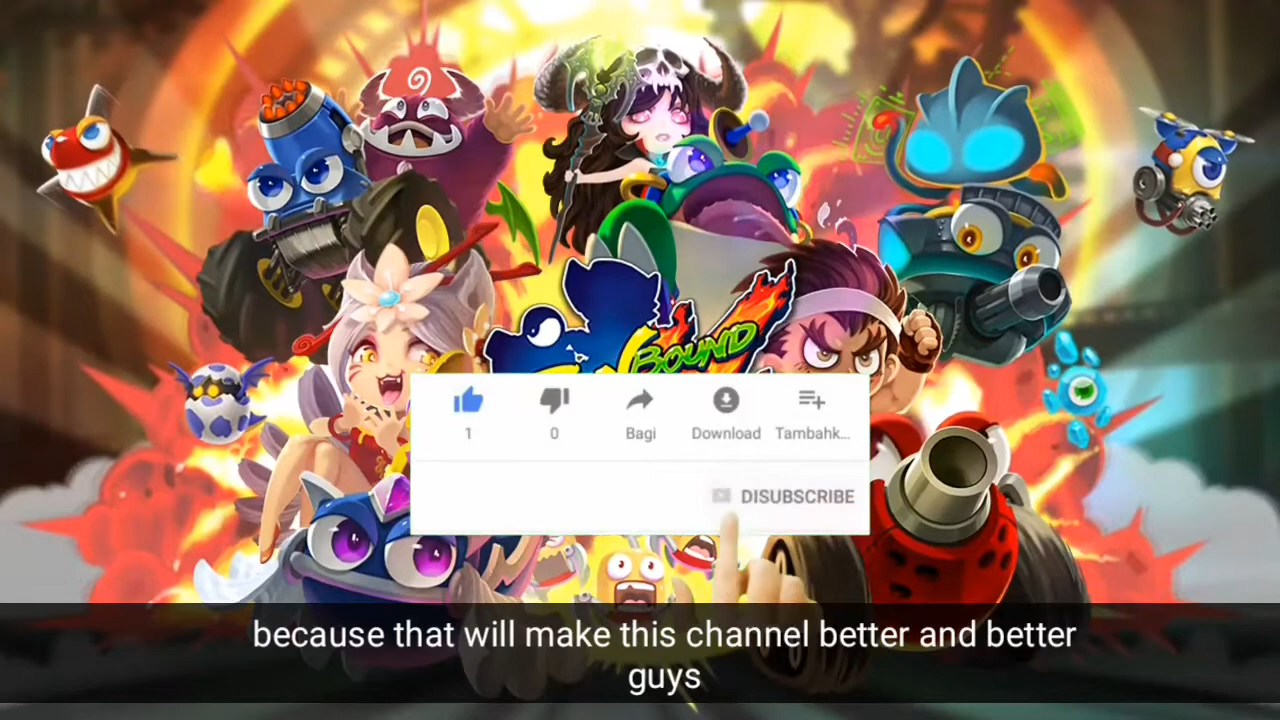 BOUND
1
0
Bagi
Download
Tambahk...
DISUBSCRIBE
because that will make this channel better and better
guys